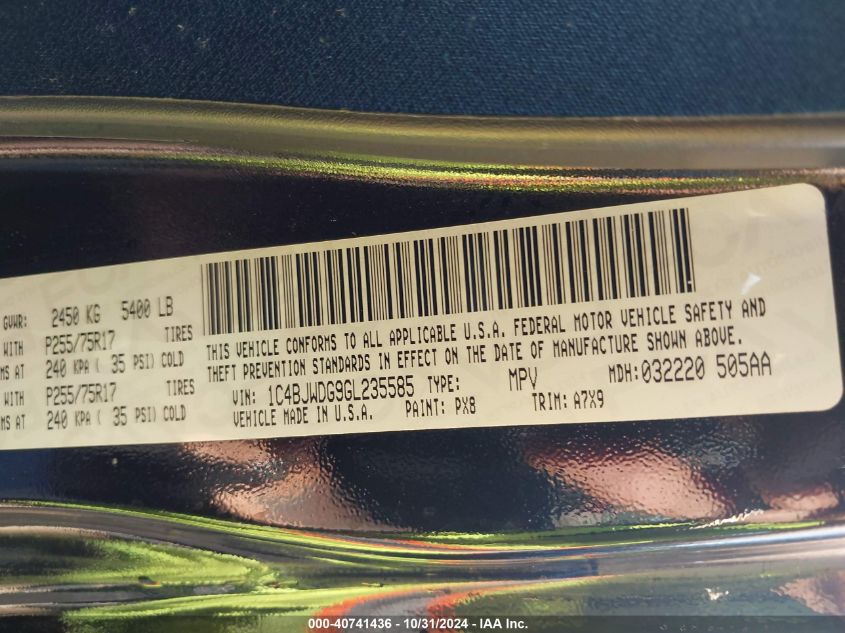 GVWR: 2450 KG 5400 LB
WITH P255/75R17 TIRES
MS AT 240 KPA ( 35 PSI) COLD
WITH P255/75R17 TIRES
MS AT 240 KPA ( 35 PSI) COLD
THIS VEHICLE CONFORMS TO ALL APPLICABLE U.S.A. FEDERAL MOTOR VEHICLE SAFETY AND
THEFT PREVENTION STANDARDS IN EFFECT ON THE DATE OF MANUFACTURE SHOWN ABOVE.
VIN: 1C4BJWDG9GL235585 TYPE: MPV MDH: 032220 505AA
VEHICLE MADE IN U.S.A. PAINT: PX8 TRIM: A7X9
000-40741436 - 10/31/2024 - IAA Inc.